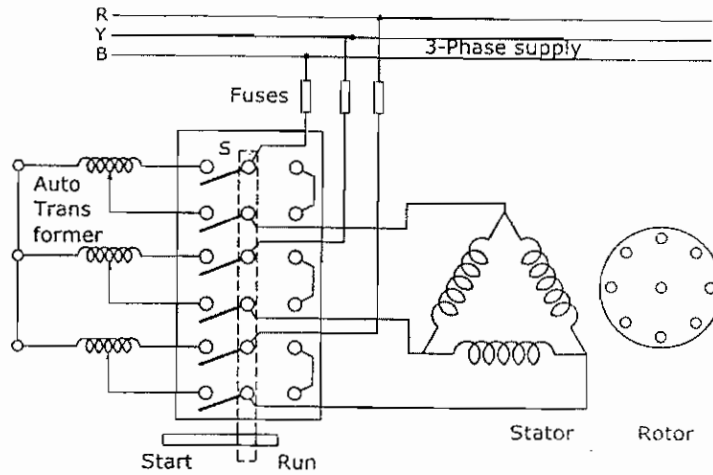 R
Y
B
3-Phase supply
Fuses
S
Auto
Trans
former
Start
Run
Stator
Rotor